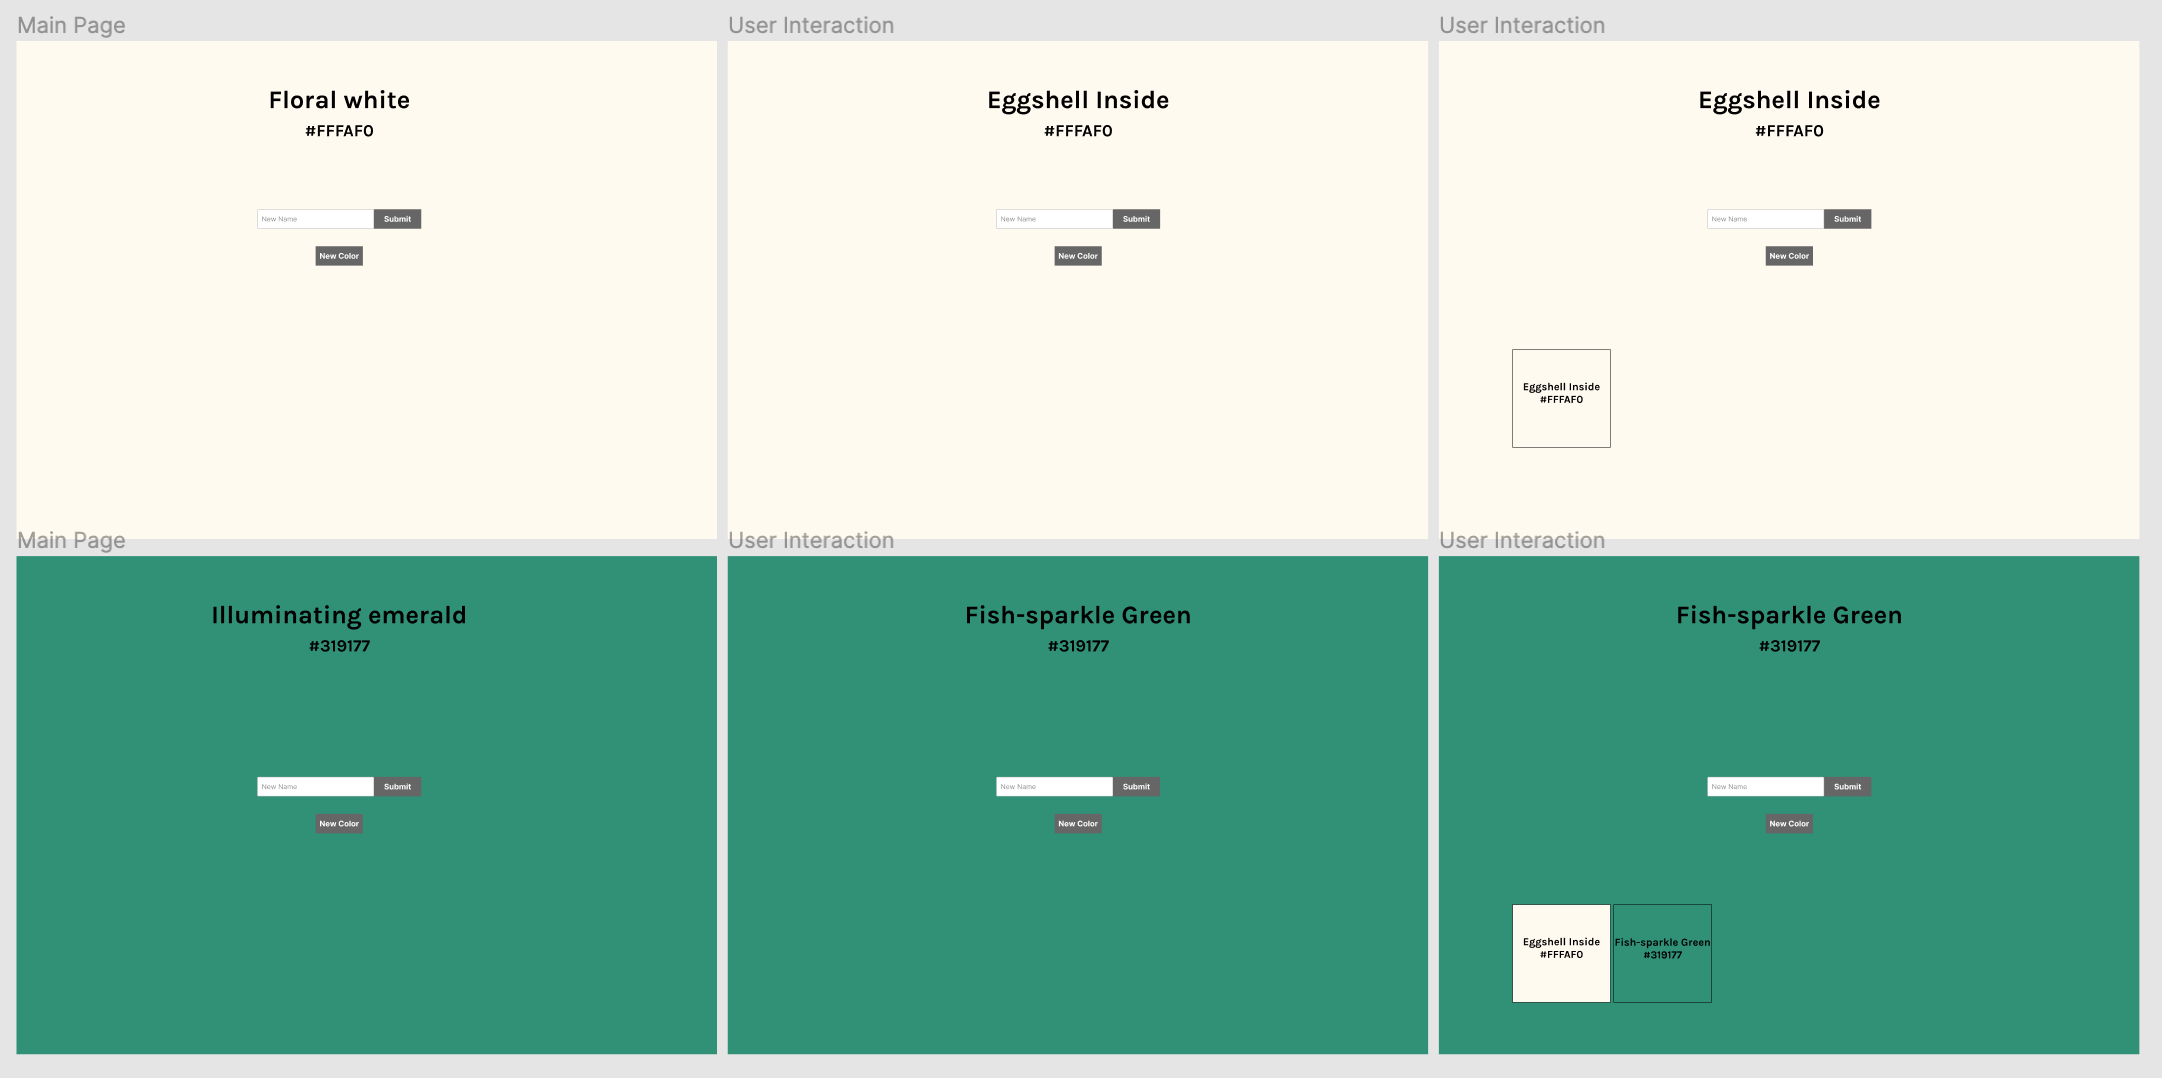 Main Page
Floral white
#FFFAF0
New Name
Submit
New Color
User Interaction
Eggshell Inside
#FFFAF0
New Name
Submit
New Color
User Interaction
Eggshell Inside
#FFFAF0
New Name
Submit
New Color
Eggshell Inside
#FFFAF0
Main Page
Illuminating emerald
#319177
New Name
Submit
New Color
User Interaction
Fish-sparkle Green
#319177
New Name
Submit
New Color
User Interaction
Fish-sparkle Green
#319177
New Name
Submit
New Color
Eggshell Inside
#FFFAF0
Fish-sparkle Green
#319177